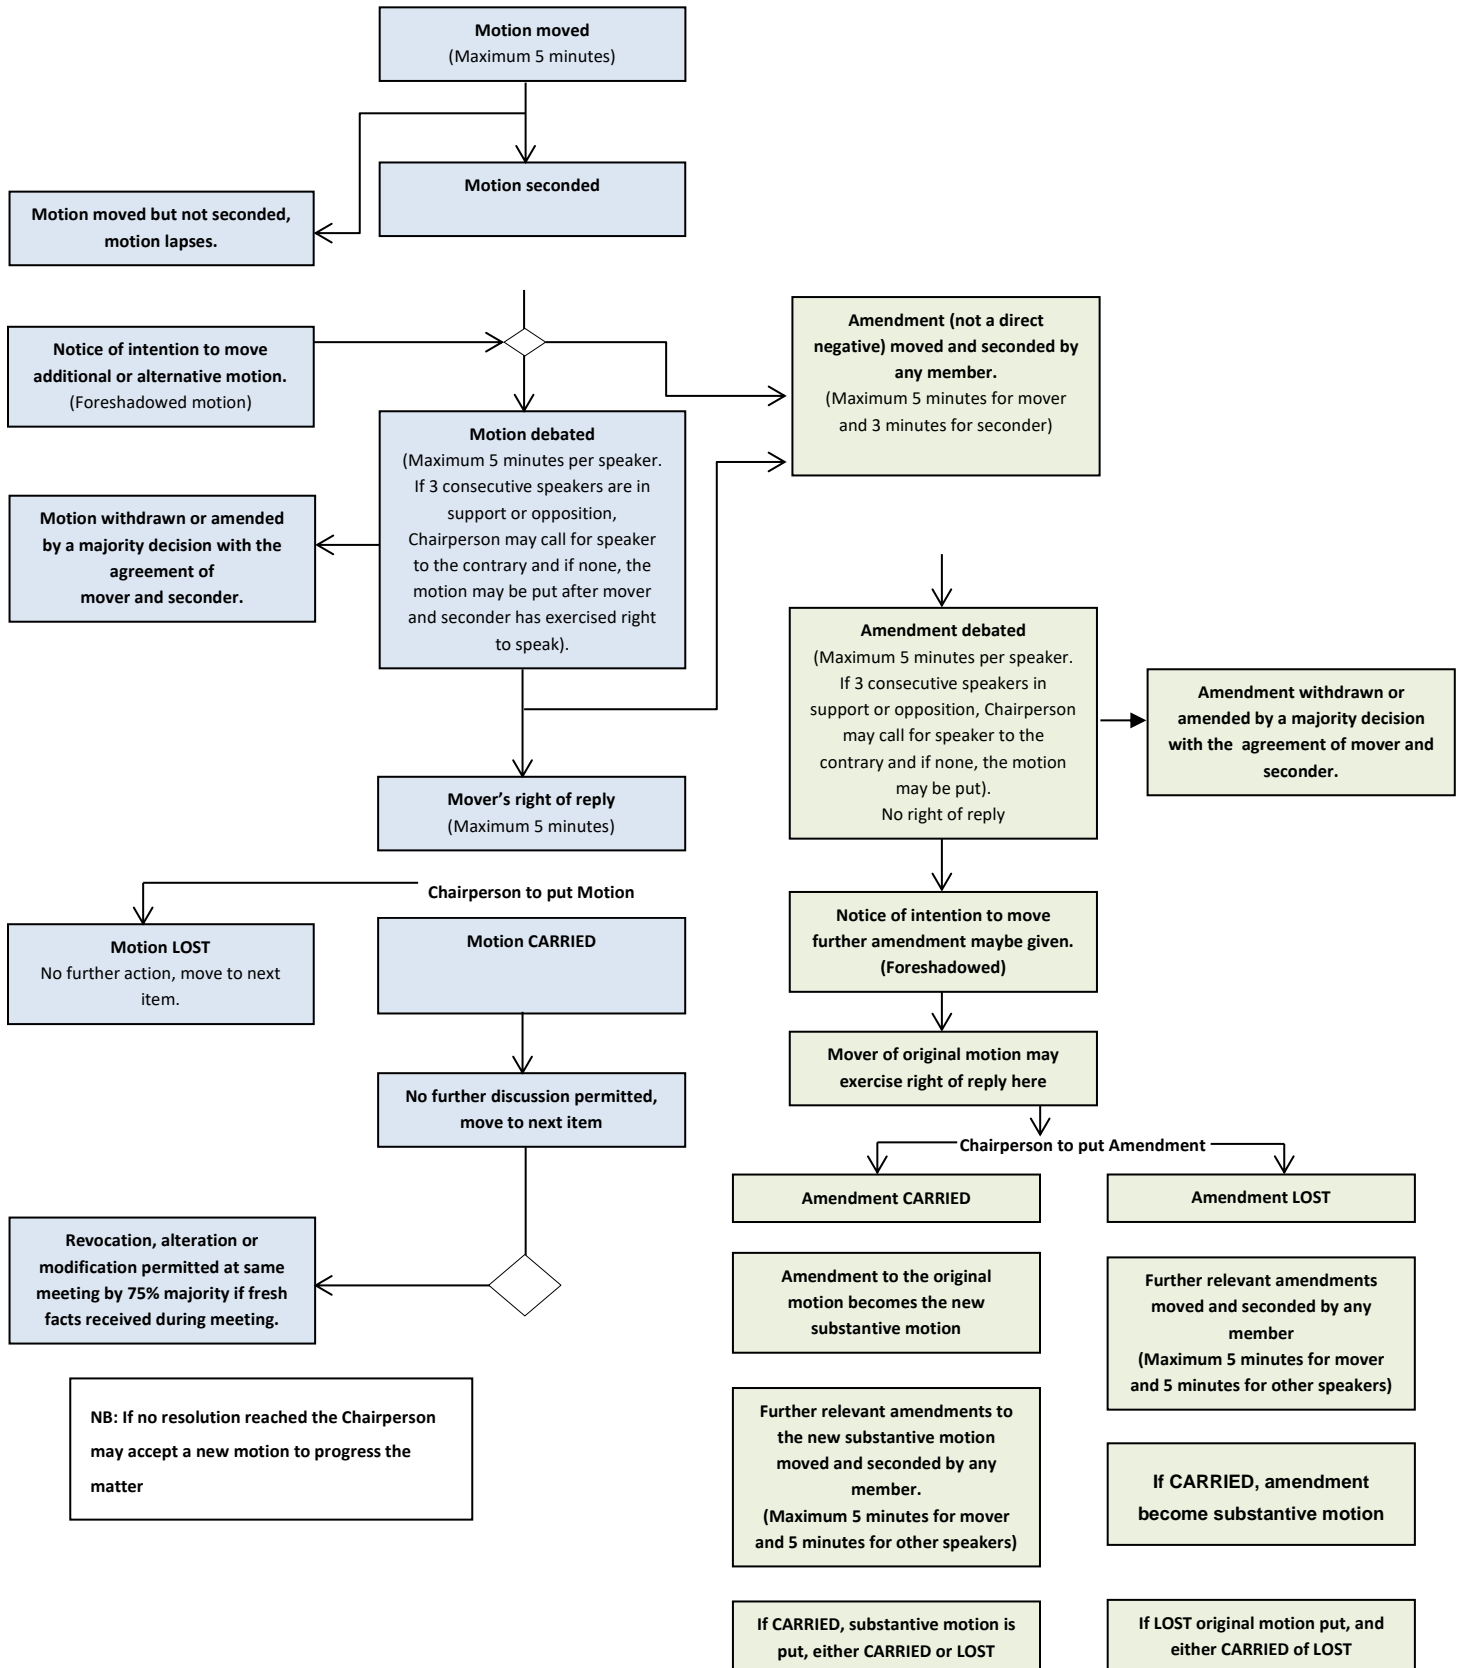 Motion moved
(Maximum 5 minutes)
Motion seconded
Motion moved but not seconded,
motion lapses.
Notice of intention to move
additional or alternative motion.
(Foreshadowed motion)
Amendment (not a direct
negative) moved and seconded by
any member.
(Maximum 5 minutes for mover
and 3 minutes for seconder)
Motion debated
(Maximum 5 minutes per speaker.
If 3 consecutive speakers are in
support or opposition,
Chairperson may call for speaker
to the contrary and if none, the
motion may be put after mover
and seconder has exercised right
to speak).
Motion withdrawn or amended
by a majority decision with the
agreement of
mover and seconder.
Amendment debated
(Maximum 5 minutes per speaker.
If 3 consecutive speakers in
support or opposition, Chairperson
may call for speaker to the
contrary and if none, the motion
may be put).
No right of reply
Amendment withdrawn or
amended by a majority decision
with the agreement of mover and
seconder.
Mover’s right of reply
(Maximum 5 minutes)
Chairperson to put Motion
Motion LOST
No further action, move to next
item.
Motion CARRIED
Notice of intention to move
further amendment maybe given.
(Foreshadowed)
Mover of original motion may
exercise right of reply here
No further discussion permitted,
move to next item
Chairperson to put Amendment
Amendment CARRIED
Amendment LOST
Revocation, alteration or
modification permitted at same
meeting by 75% majority if fresh
facts received during meeting.
Amendment to the original
motion becomes the new
substantive motion
Further relevant amendments
moved and seconded by any
member
(Maximum 5 minutes for mover
and 5 minutes for other speakers)
NB: If no resolution reached the Chairperson
may accept a new motion to progress the
matter
Further relevant amendments to
the new substantive motion
moved and seconded by any
member.
(Maximum 5 minutes for mover
and 5 minutes for other speakers)
If CARRIED, amendment
become substantive motion
If CARRIED, substantive motion is
put, either CARRIED or LOST
If LOST original motion put, and
either CARRIED of LOST